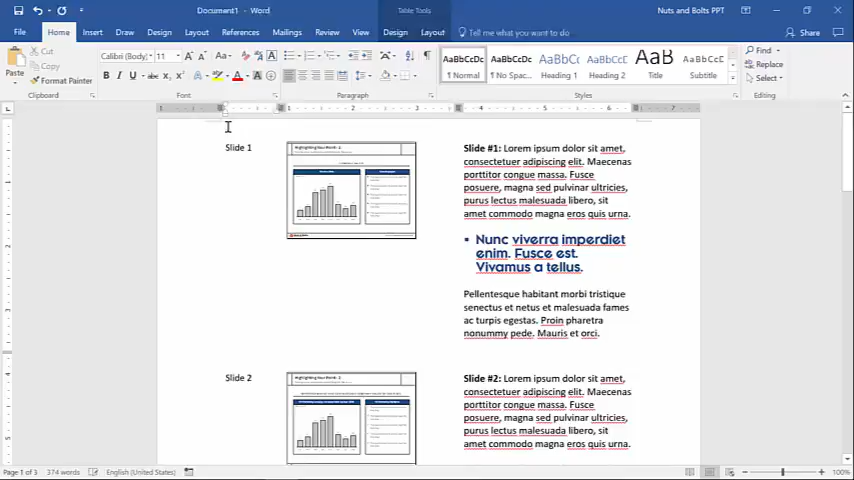 Document1 - Word
Table Tools
Nuts and Bolts PPT
File Home Insert Draw Design Layout References Mailings Review View Design Layout Tell me what you want to do Share
Paste
Cut
Copy
Format Painter
Clipboard
Calibri (Body) 11
Font
Paragraph
AaBbCcDc AaBbCcDc AaBbCc AaBbCc AaB AaBbCcDc
¶ Normal ¶ No Spac... Heading 1 Heading 2 Title Subtitle
Styles
Find
Replace
Select
Editing
Slide 1
Slide #1: Lorem ipsum dolor sit amet,
consectetuer adipiscing elit. Maecenas
porttitor congue massa. Fusce
posuere, magna sed pulvinar ultricies,
purus lectus malesuada libero, sit
amet commodo magna eros quis urna.
▪ Nunc viverra imperdiet
enim. Fusce est.
Vivamus a tellus.
Pellentesque habitant morbi tristique
senectus et netus et malesuada fames
ac turpis egestas. Proin pharetra
nonummy pede. Mauris et orci.
Slide 2
Slide #2: Lorem ipsum dolor sit amet,
consectetuer adipiscing elit. Maecenas
porttitor congue massa. Fusce
posuere, magna sed pulvinar ultricies,
purus lectus malesuada libero, sit
amet commodo magna eros quis urna.
Page 1 of 3 374 words English (United States) 100%